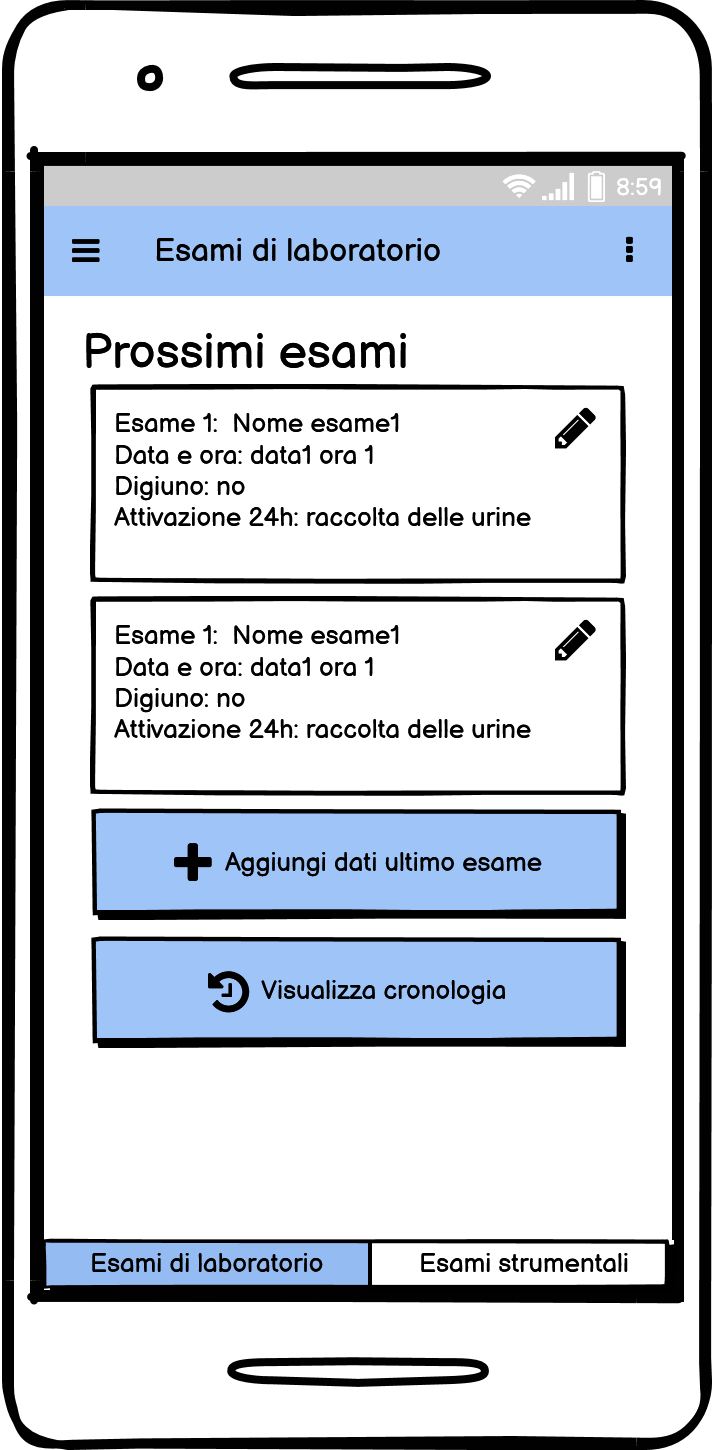 8:59
Esami di laboratorio
Prossimi esami
Esame 1:  Nome esame1
Data e ora: data1 ora 1
Digiuno: no
Attivazione 24h: raccolta delle urine
Esame 1:  Nome esame1
Data e ora: data1 ora 1
Digiuno: no
Attivazione 24h: raccolta delle urine
Aggiungi dati ultimo esame
Visualizza cronologia
Esami di laboratorio
Esami strumentali